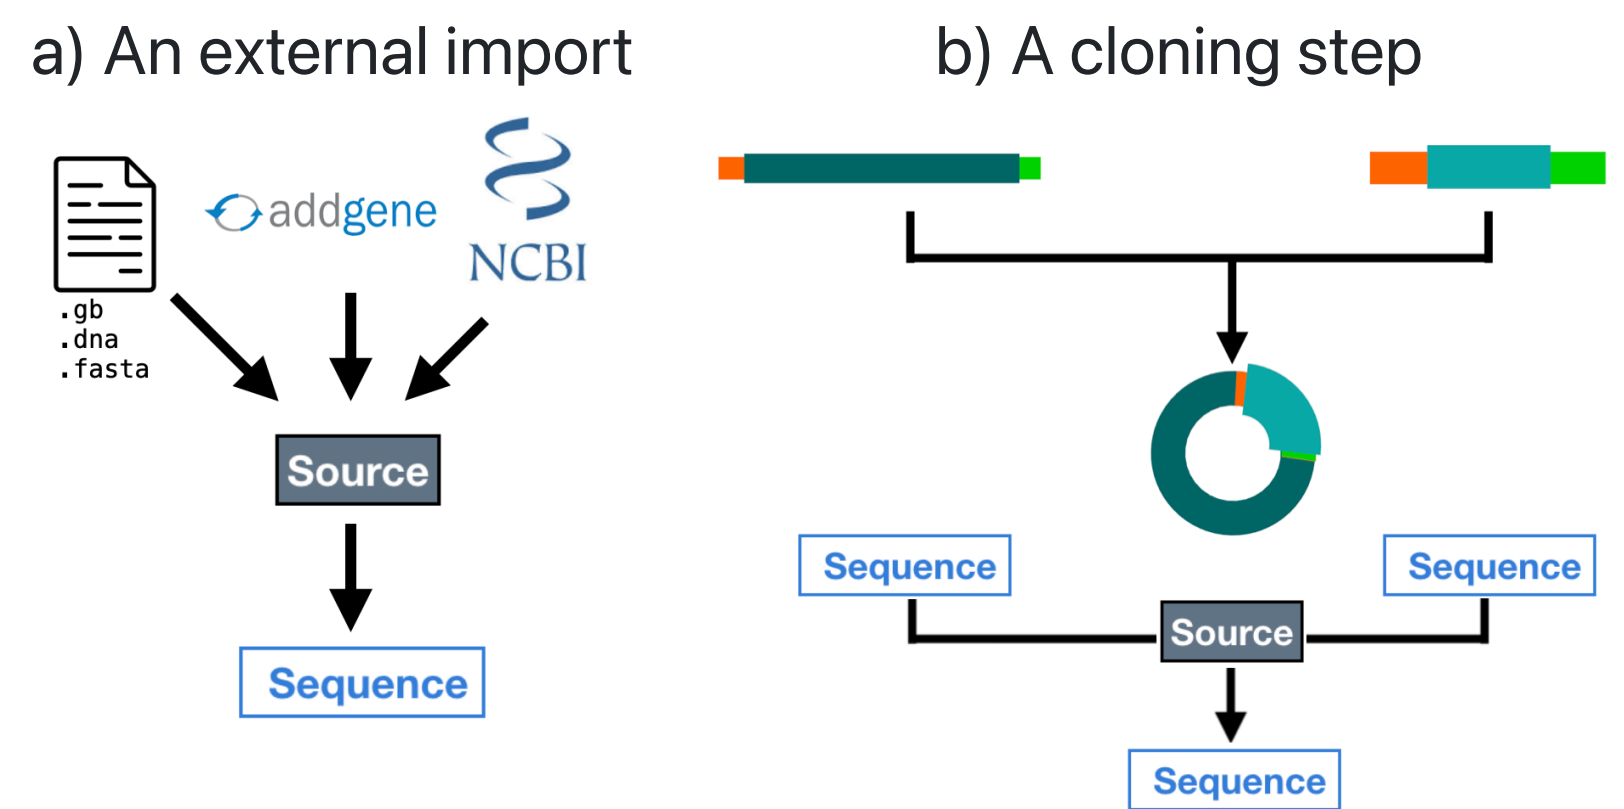 a) An external import
b) A cloning step
addgene
NCBI
.gb
.dna
.fasta
Source
Sequence
Sequence
Sequence
Source
Sequence